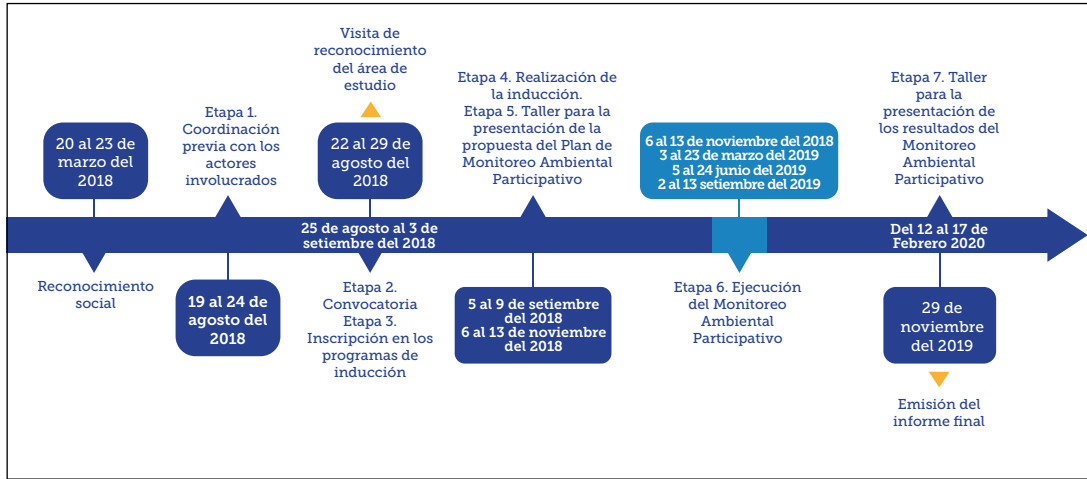 20 al 23 de
marzo del
2018
Reconocimiento
social
Etapa 1.
Coordinación
previa con los
actores
involucrados
19 al 24 de
agosto del
2018
Visita de
reconocimiento
del área de
estudio
22 al 29 de
agosto del
2018
25 de agosto al 3 de
setiembre del 2018
Etapa 2.
Convocatoria
Etapa 3.
Inscripción en los
programas de
inducción
Etapa 4. Realización de
la inducción.
Etapa 5. Taller para la
presentación de la
propuesta del Plan de
Monitoreo Ambiental
Participativo
5 al 9 de setiembre
del 2018
6 al 13 de noviembre
del 2018
6 al 13 de noviembre del 2018
3 al 23 de marzo del 2019
5 al 24 junio del 2019
2 al 13 setiembre del 2019
Etapa 6. Ejecución
del Monitoreo
Ambiental
Participativo
Etapa 7. Taller
para la
presentación de
los resultados del
Monitoreo
Ambiental
Participativo
Del 12 al 17 de
Febrero 2020
29 de
noviembre
del 2019
Emisión del
informe final